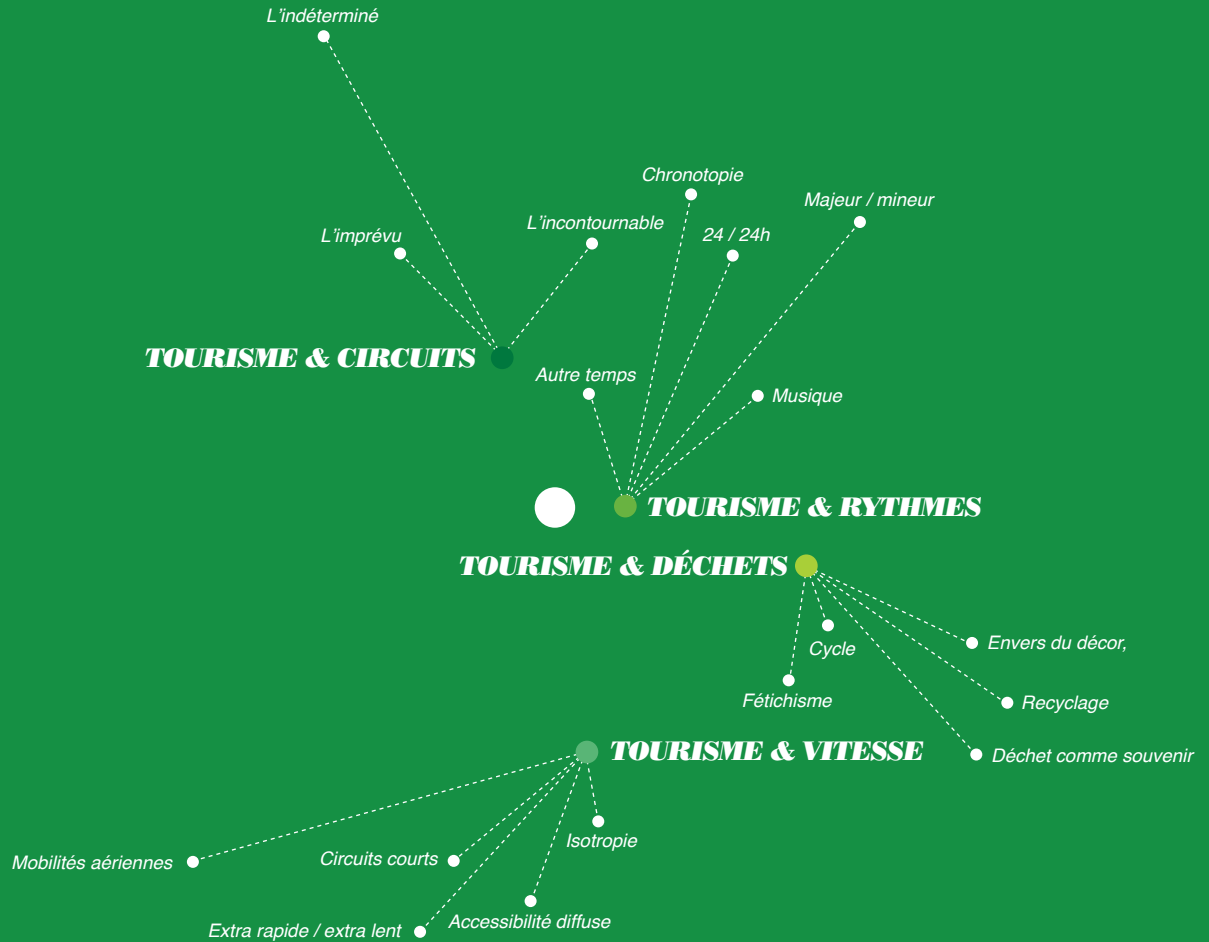 L’indéterminé
Chronotopie
Majeur / mineur
L’incontournable
L’imprévu
24 / 24h
TOURISME & CIRCUITS
Autre temps
Musique
TOURISME & RYTHMES
TOURISME & DÉCHETS
Cycle
Envers du décor,
Fétichisme
Recyclage
TOURISME & VITESSE
Déchet comme souvenir
Isotropie
Mobilités aériennes
Circuits courts
Accessibilité diffuse
Extra rapide / extra lent